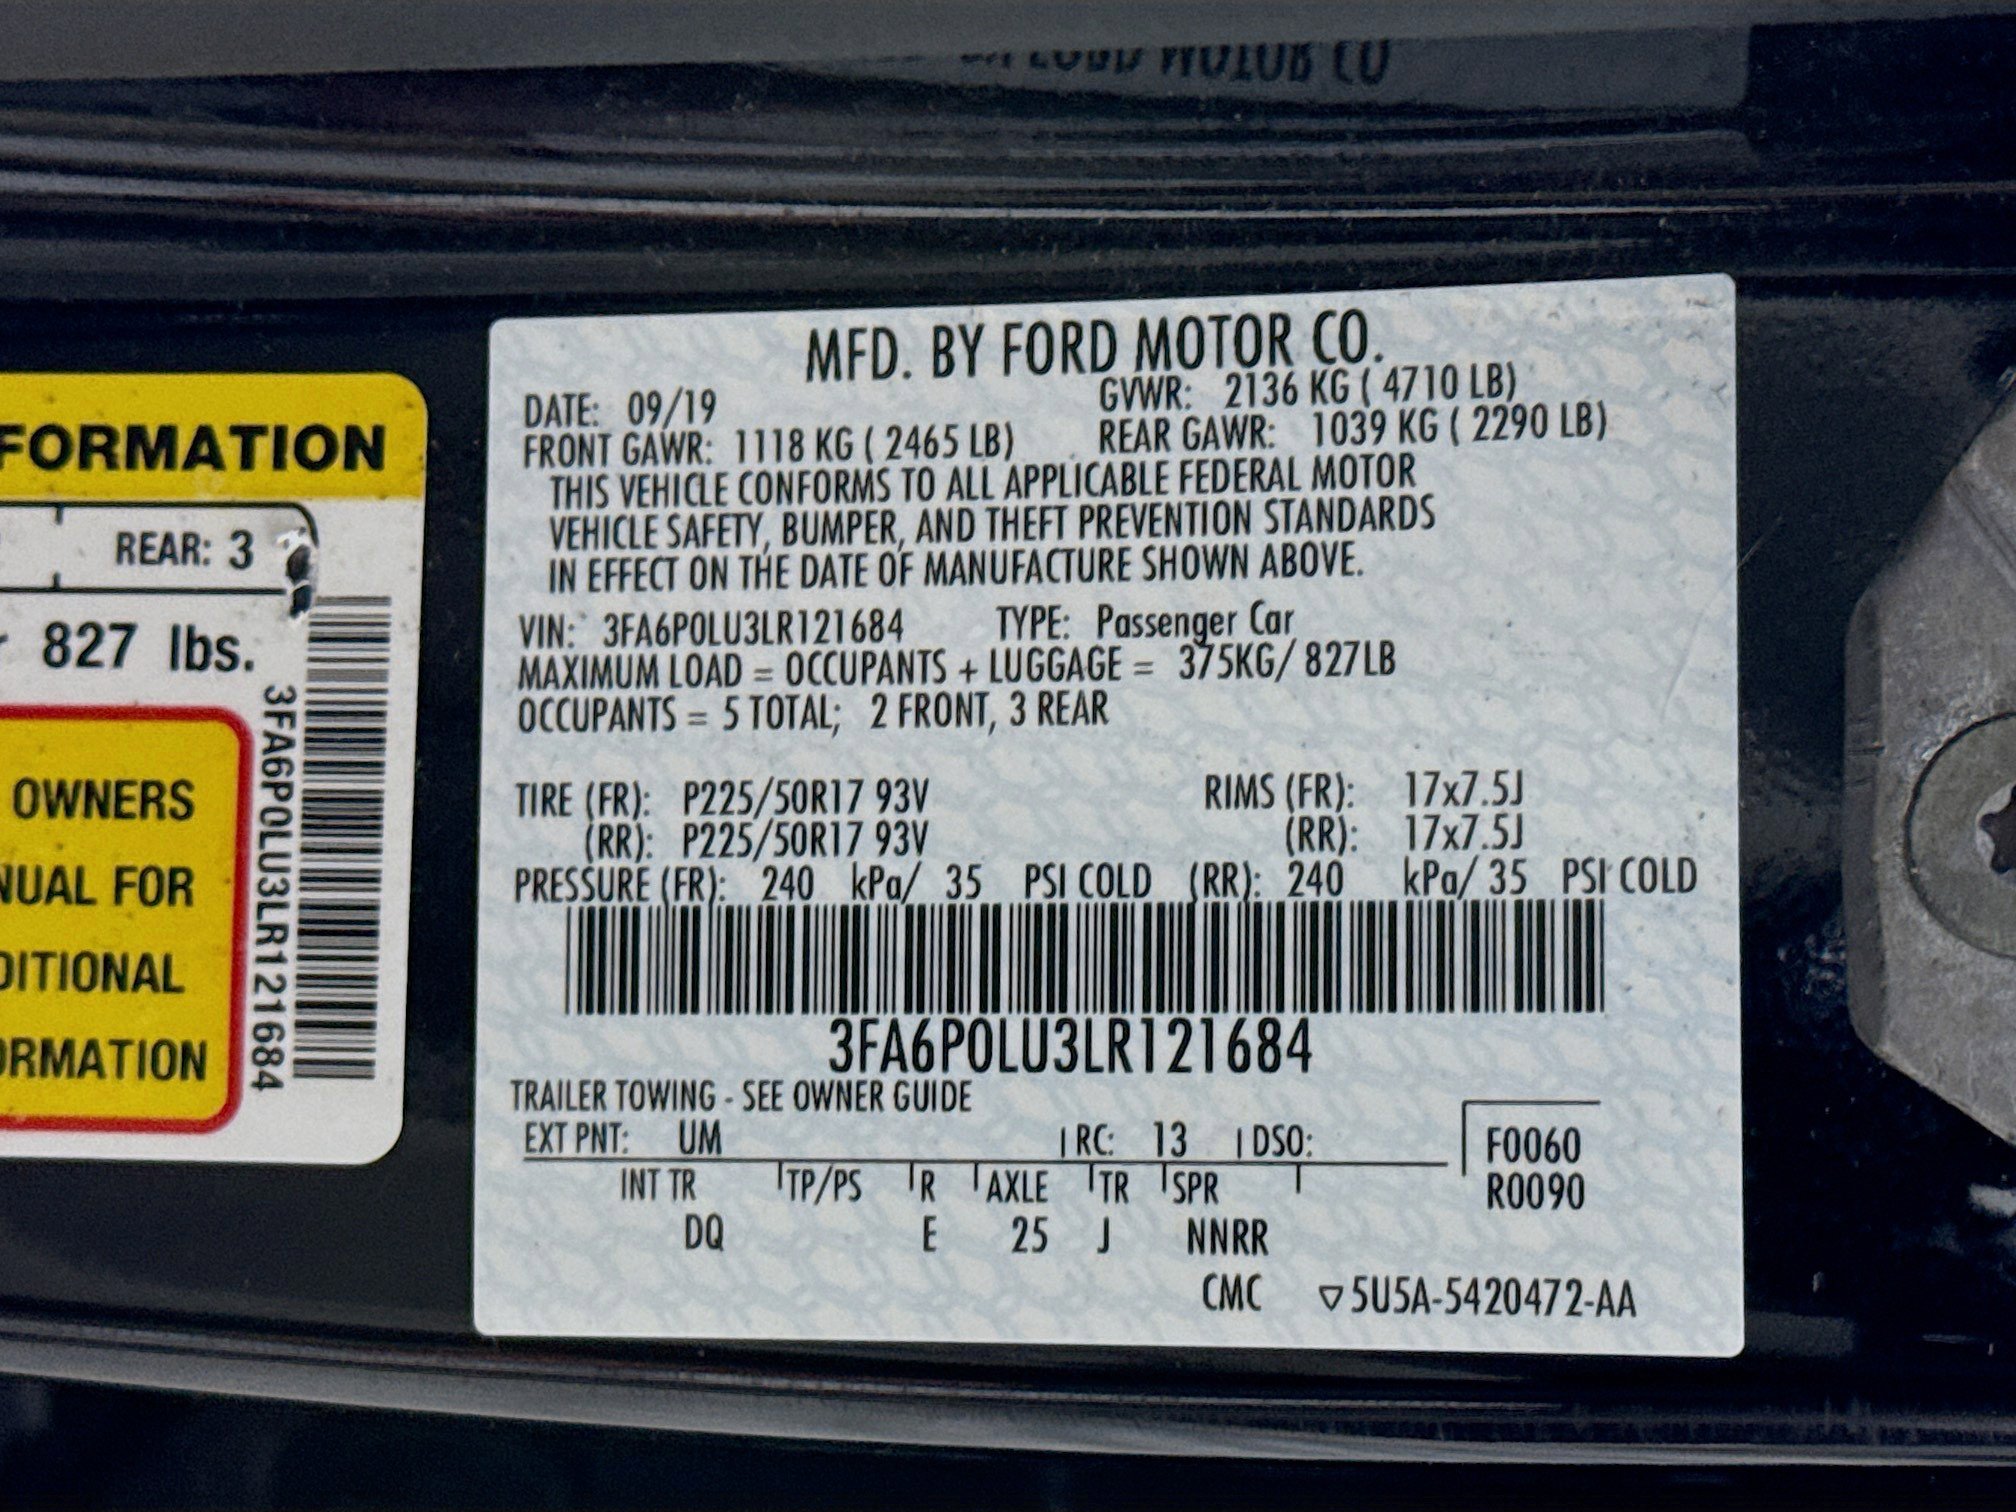 FORD MOTOR CO
FORMATION
REAR: 3
827 lbs.
3FA6P0LU3LR121684
OWNERS
NUAL FOR
DITIONAL
ORMATION
MFD. BY FORD MOTOR CO.
DATE: 09/19 GVWR: 2136 KG ( 4710 LB)
FRONT GAWR: 1118 KG ( 2465 LB) REAR GAWR: 1039 KG ( 2290 LB)
THIS VEHICLE CONFORMS TO ALL APPLICABLE FEDERAL MOTOR
VEHICLE SAFETY, BUMPER, AND THEFT PREVENTION STANDARDS
IN EFFECT ON THE DATE OF MANUFACTURE SHOWN ABOVE.
VIN: 3FA6P0LU3LR121684 TYPE: Passenger Car
MAXIMUM LOAD = OCCUPANTS + LUGGAGE = 375KG/ 827LB
OCCUPANTS = 5 TOTAL; 2 FRONT, 3 REAR
TIRE (FR): P225/50R17 93V RIMS (FR): 17x7.5J
(RR): P225/50R17 93V (RR): 17x7.5J
PRESSURE (FR): 240 kPa/ 35 PSI COLD (RR): 240 kPa/ 35 PSI COLD
3FA6P0LU3LR121684
TRAILER TOWING - SEE OWNER GUIDE
EXT PNT: UM RC: 13 DSO: F0060
R0090
INT TR TP/PS R AXLE TR SPR
DQ E 25 J NNRR
CMC ▽5U5A-5420472-AA